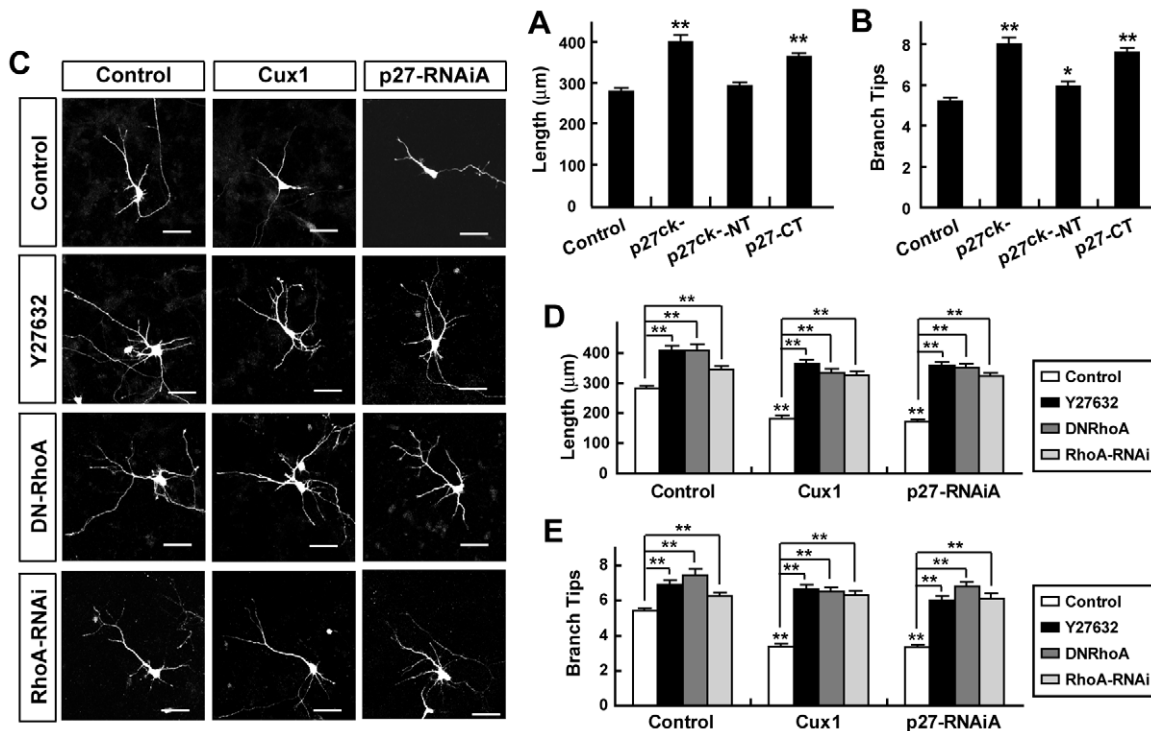 C
Control
Cux1
p27-RNAiA
Control
Y27632
DN-RhoA
RhoA-RNAi
A
Length (μm)
400
300
200
100
0
**
**
Control
p27ck-
p27ck--NT
p27-CT
B
Branch Tips
8
6
4
2
0
**
*
**
Control
p27ck-
p27ck--NT
p27-CT
D
Length (μm)
400
300
200
100
0
**
**
**
**
**
**
**
**
**
**
**
Control
Cux1
p27-RNAiA
Control
Y27632
DNRhoA
RhoA-RNAi
E
Branch Tips
8
6
4
2
0
**
**
**
**
**
**
**
**
**
**
**
Control
Cux1
p27-RNAiA
Control
Y27632
DNRhoA
RhoA-RNAi